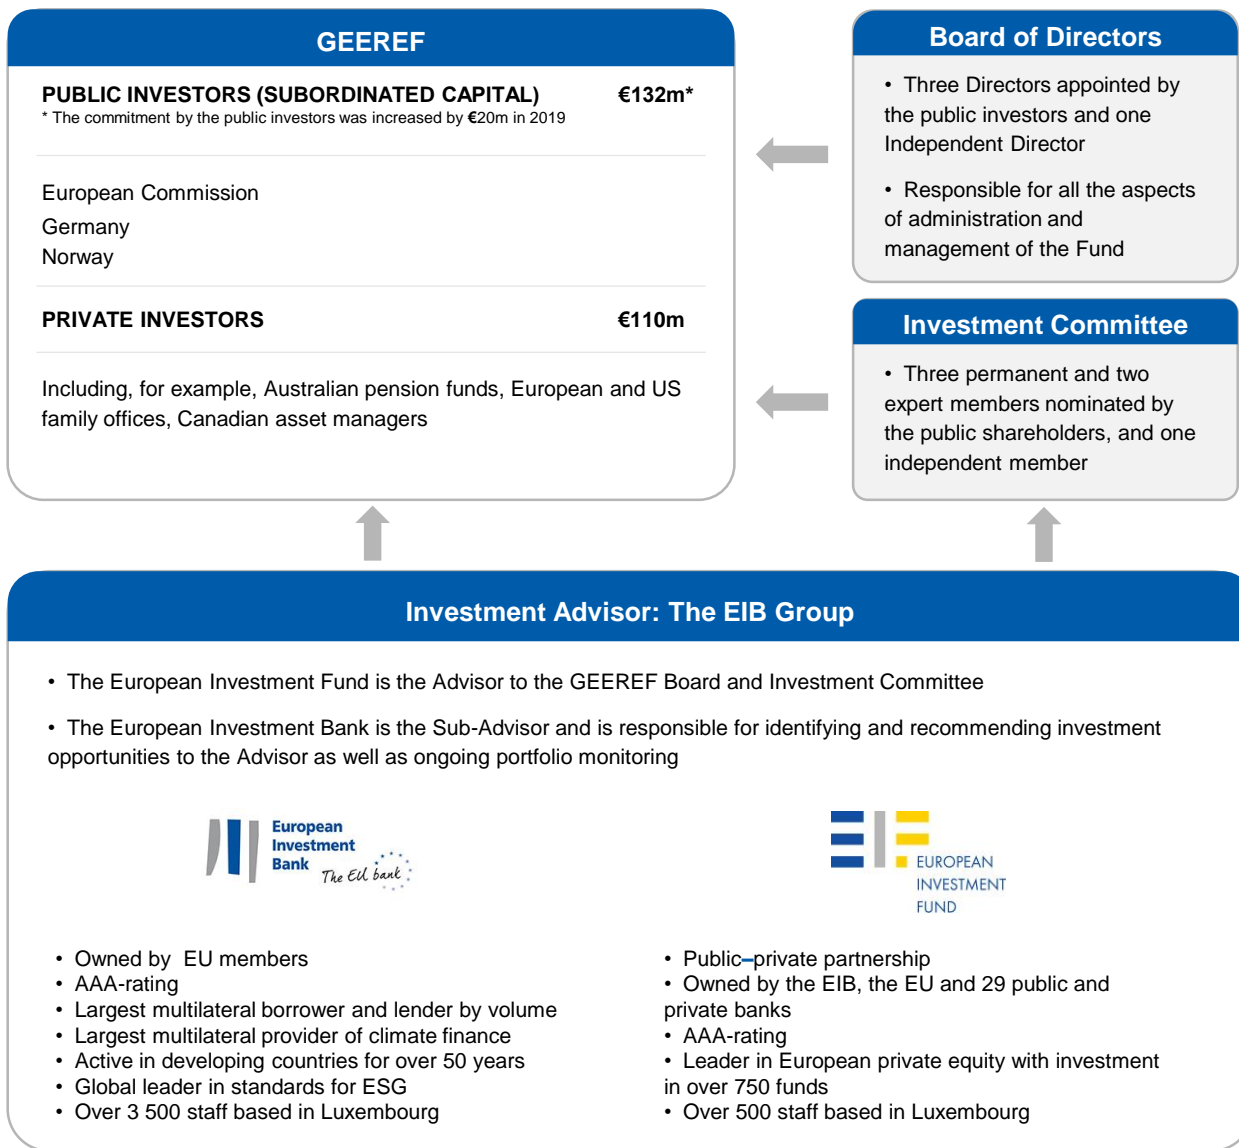 GEEREF
PUBLIC INVESTORS (SUBORDINATED CAPITAL) €132m*
* The commitment by the public investors was increased by €20m in 2019
European Commission
Germany
Norway
PRIVATE INVESTORS €110m
Including, for example, Australian pension funds, European and US
family offices, Canadian asset managers
Board of Directors
• Three Directors appointed by
the public investors and one
Independent Director
• Responsible for all the aspects
of administration and
management of the Fund
Investment Committee
• Three permanent and two
expert members nominated by
the public shareholders, and one
independent member
Investment Advisor: The EIB Group
• The European Investment Fund is the Advisor to the GEEREF Board and Investment Committee
• The European Investment Bank is the Sub-Advisor and is responsible for identifying and recommending investment
opportunities to the Advisor as well as ongoing portfolio monitoring
European
Investment
Bank
The EU bank
• Owned by EU members
• AAA-rating
• Largest multilateral borrower and lender by volume
• Largest multilateral provider of climate finance
• Active in developing countries for over 50 years
• Global leader in standards for ESG
• Over 3 500 staff based in Luxembourg
EUROPEAN
INVESTMENT
FUND
• Public–private partnership
• Owned by the EIB, the EU and 29 public and
private banks
• AAA-rating
• Leader in European private equity with investment
in over 750 funds
• Over 500 staff based in Luxembourg